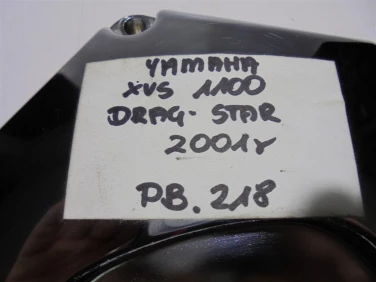 YAMAHA
XVS 1100
DRAG-STAR
2001r
PB.218